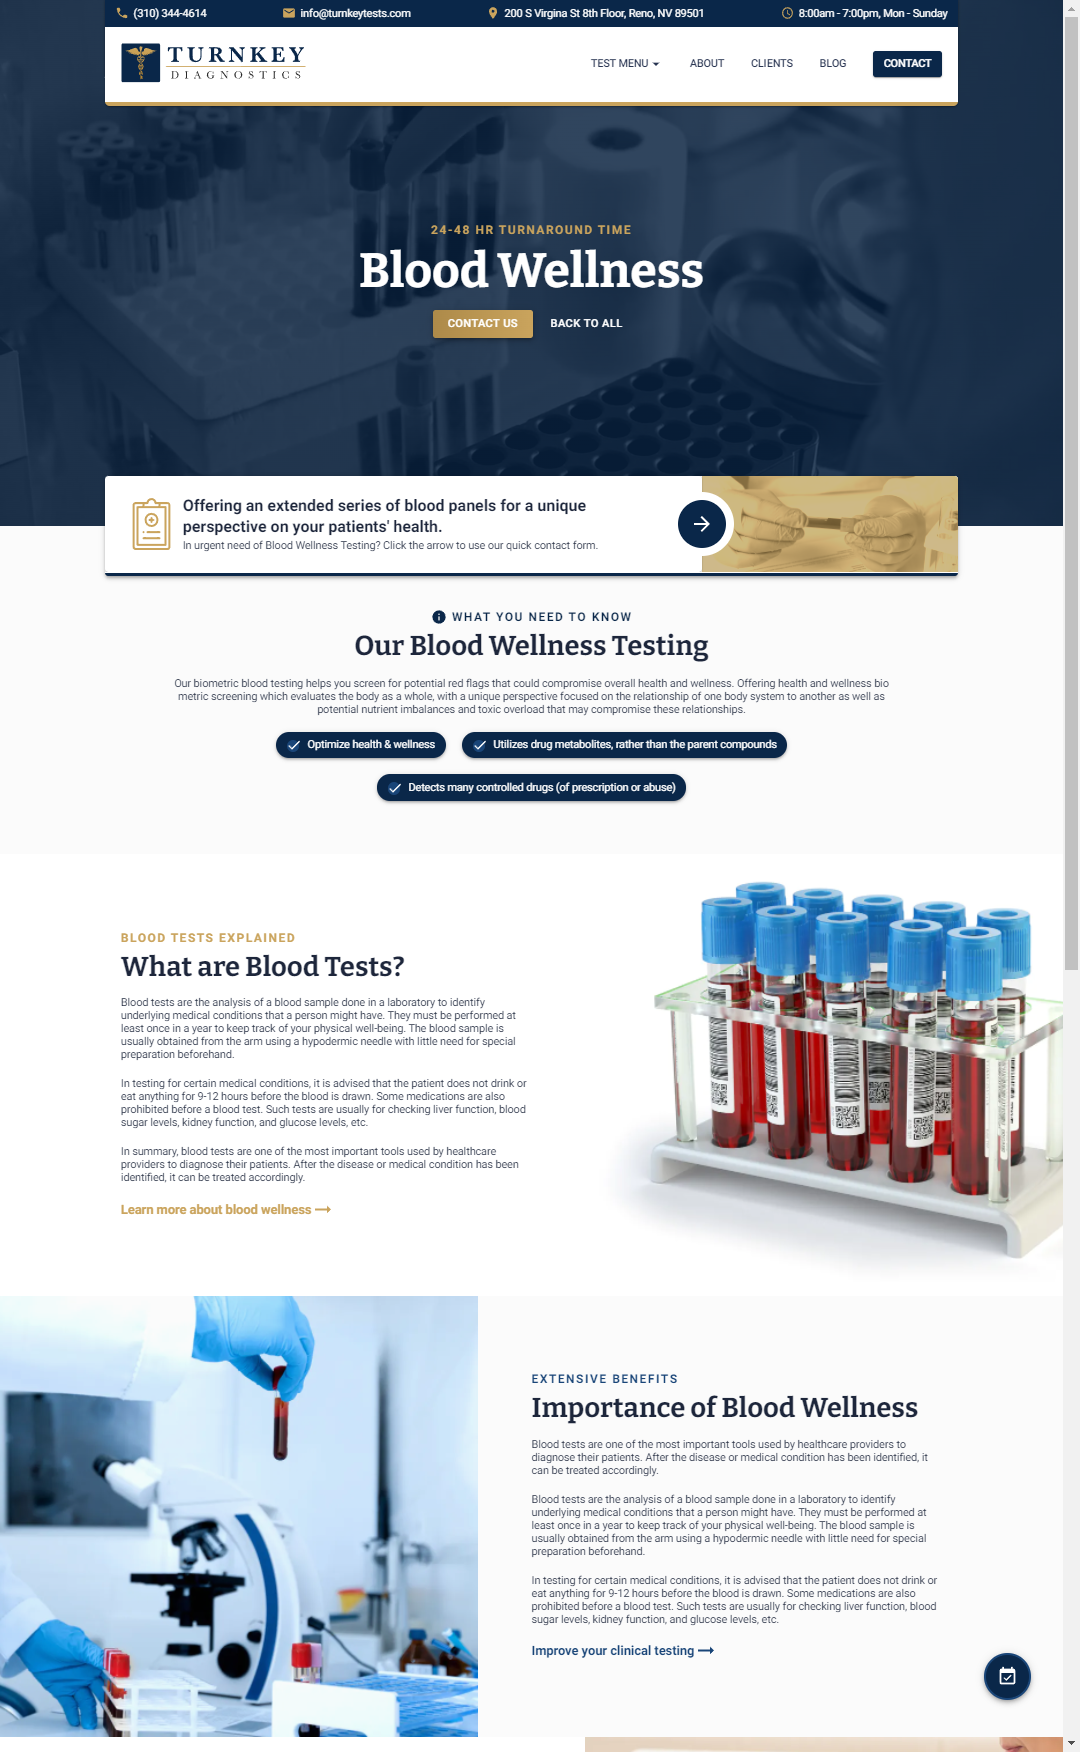 (310) 344-4614
info@turnkeytests.com
200 S Virgina St 8th Floor, Reno, NV 89501
8:00am - 7:00pm, Mon - Sunday
TURNKEY
DIAGNOSTICS
TEST MENU
ABOUT
CLIENTS
BLOG
CONTACT
24-48 HR TURNAROUND TIME
Blood Wellness
CONTACT US
BACK TO ALL
Offering an extended series of blood panels for a unique
perspective on your patients' health.
In urgent need of Blood Wellness Testing? Click the arrow to use our quick contact form.
WHAT YOU NEED TO KNOW
Our Blood Wellness Testing
Our biometric blood testing helps you screen for potential red flags that could compromise overall health and wellness. Offering health and wellness bio
metric screening which evaluates the body as a whole, with a unique perspective focused on the relationship of one body system to another as well as
potential nutrient imbalances and toxic overload that may compromise these relationships.
Optimize health & wellness
Utilizes drug metabolites, rather than the parent compounds
Detects many controlled drugs (of prescription or abuse)
BLOOD TESTS EXPLAINED
What are Blood Tests?
Blood tests are the analysis of a blood sample done in a laboratory to identify
underlying medical conditions that a person might have. They must be performed at
least once in a year to keep track of your physical well-being. The blood sample is
usually obtained from the arm using a hypodermic needle with little need for special
preparation beforehand.
In testing for certain medical conditions, it is advised that the patient does not drink or
eat anything for 9-12 hours before the blood is drawn. Some medications are also
prohibited before a blood test. Such tests are usually for checking liver function, blood
sugar levels, kidney function, and glucose levels, etc.
In summary, blood tests are one of the most important tools used by healthcare
providers to diagnose their patients. After the disease or medical condition has been
identified, it can be treated accordingly.
Learn more about blood wellness
EXTENSIVE BENEFITS
Importance of Blood Wellness
Blood tests are one of the most important tools used by healthcare providers to
diagnose their patients. After the disease or medical condition has been identified, it
can be treated accordingly.
Blood tests are the analysis of a blood sample done in a laboratory to identify
underlying medical conditions that a person might have. They must be performed at
least once in a year to keep track of your physical well-being. The blood sample is
usually obtained from the arm using a hypodermic needle with little need for special
preparation beforehand.
In testing for certain medical conditions, it is advised that the patient does not drink or
eat anything for 9-12 hours before the blood is drawn. Some medications are also
prohibited before a blood test. Such tests are usually for checking liver function, blood
sugar levels, kidney function, and glucose levels, etc.
Improve your clinical testing